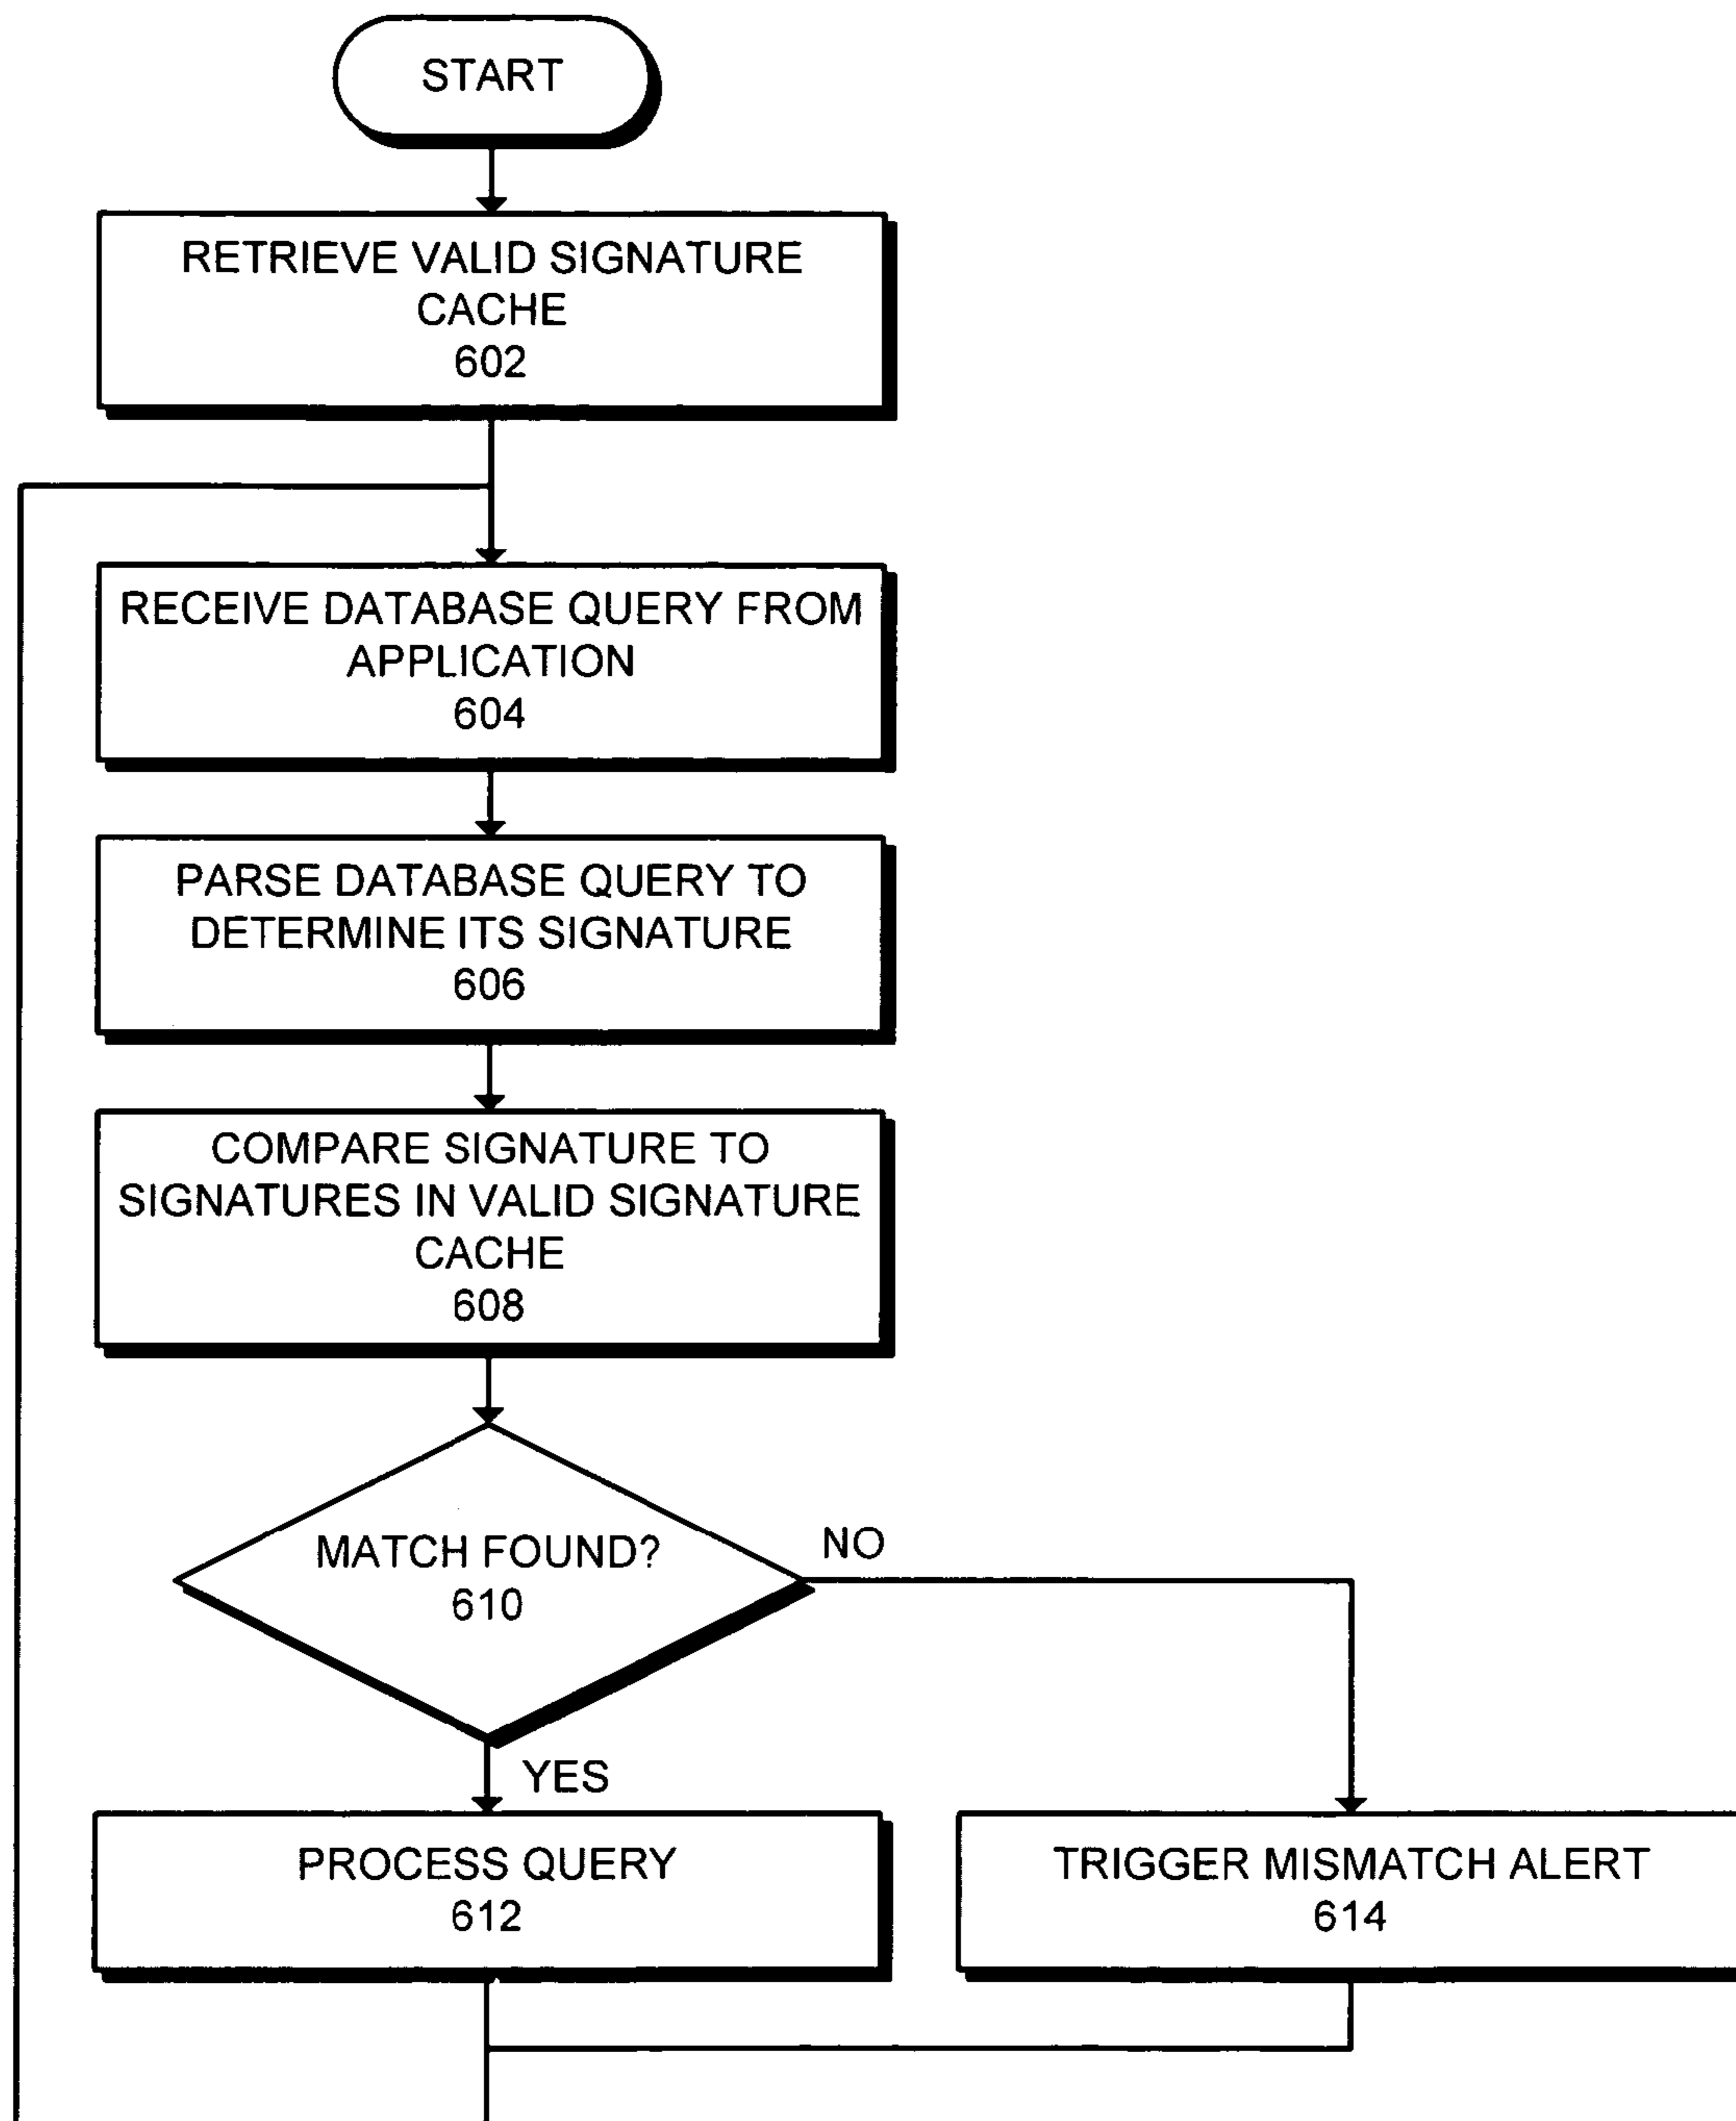 START
RETRIEVE VALID SIGNATURE
CACHE
602
RECEIVE DATABASE QUERY FROM
APPLICATION
604
PARSE DATABASE QUERY TO
DETERMINE ITS SIGNATURE
606
COMPARE SIGNATURE TO
SIGNATURES IN VALID SIGNATURE
CACHE
608
MATCH FOUND?
610
NO
YES
PROCESS QUERY
612
TRIGGER MISMATCH ALERT
614